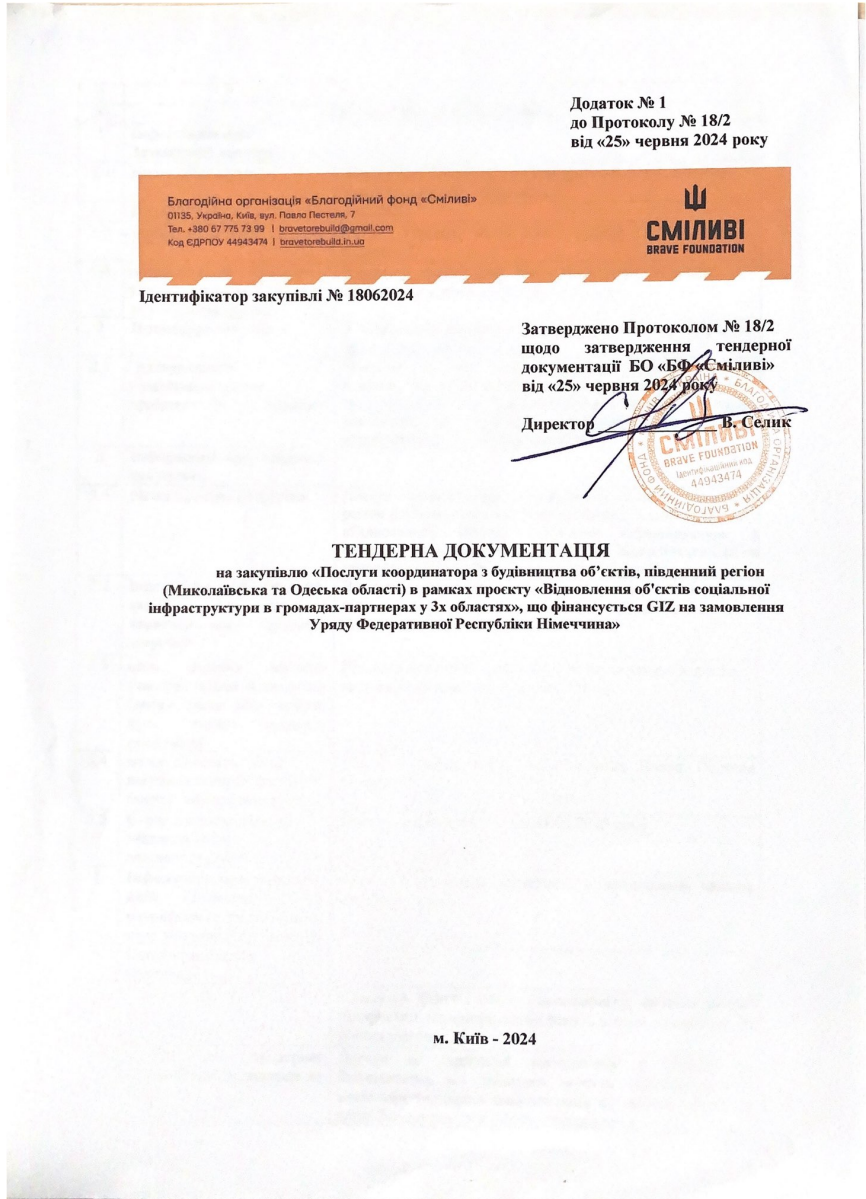 Додаток № 1
до Протоколу № 18/2
від «25» червня 2024 року
Благодійна організація «Благодійний фонд «Сміливі»
01135, Україна, Київ, вул. Павла Пестеля, 7
Тел. +380 67 775 73 99 | bravetorebuild@gmail.com
Код ЄДРПОУ 44943474 | bravetorebuild.in.ua
СМІЛИВІ
BRAVE FOUNDATION
Ідентифікатор закупівлі № 18062024
Затверджено Протоколом № 18/2
щодо затвердження тендерної
документації БО «БФ «Сміливі»
від «25» червня 2024 року
Директор ______________ В. Селик
СМІЛИВІ
BRAVE FOUNDATION
Ідентифікаційний код
44943474
ТЕНДЕРНА ДОКУМЕНТАЦІЯ
на закупівлю «Послуги координатора з будівництва об’єктів, південний регіон
(Миколаївська та Одеська області) в рамках проєкту «Відновлення об'єктів соціальної
інфраструктури в громадах-партнерах у 3х областях», що фінансується GIZ на замовлення
Уряду Федеративної Республіки Німеччина»
м. Київ - 2024